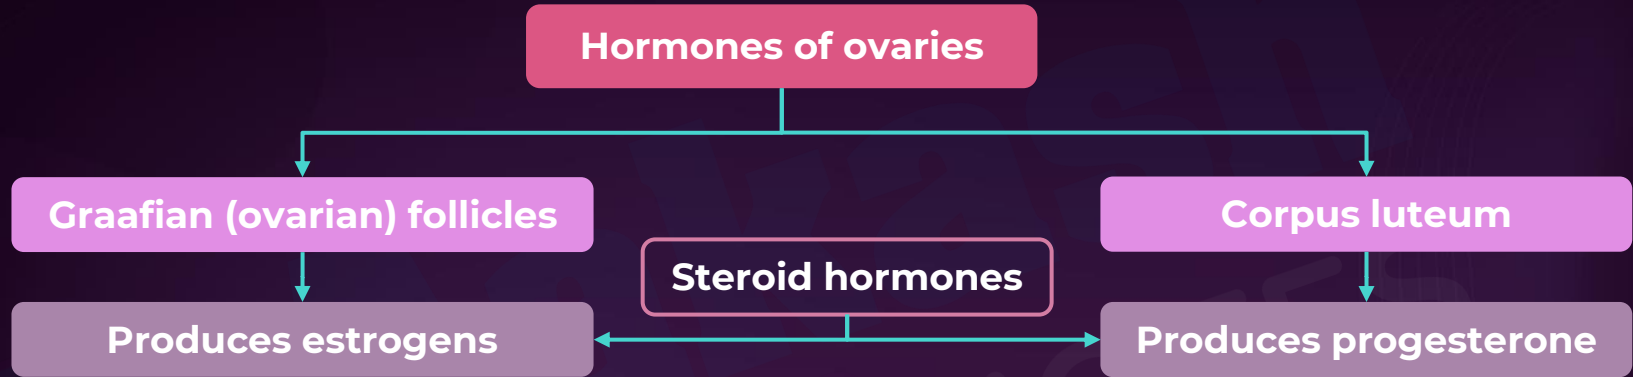 Hormones of ovaries
Graafian (ovarian) follicles
Corpus luteum
Steroid hormones
Produces estrogens
Produces progesterone